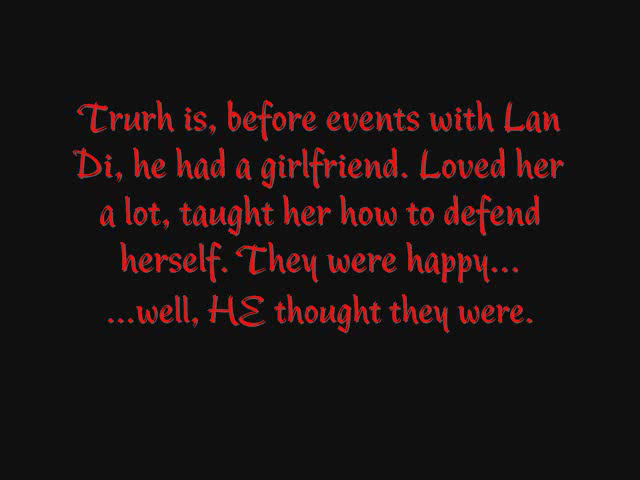 Trurh is, before events with Lan
Di, he had a girlfriend. Loved her
a lot, taught her how to defend
herself. They were happy...
...well, HE thought they were.